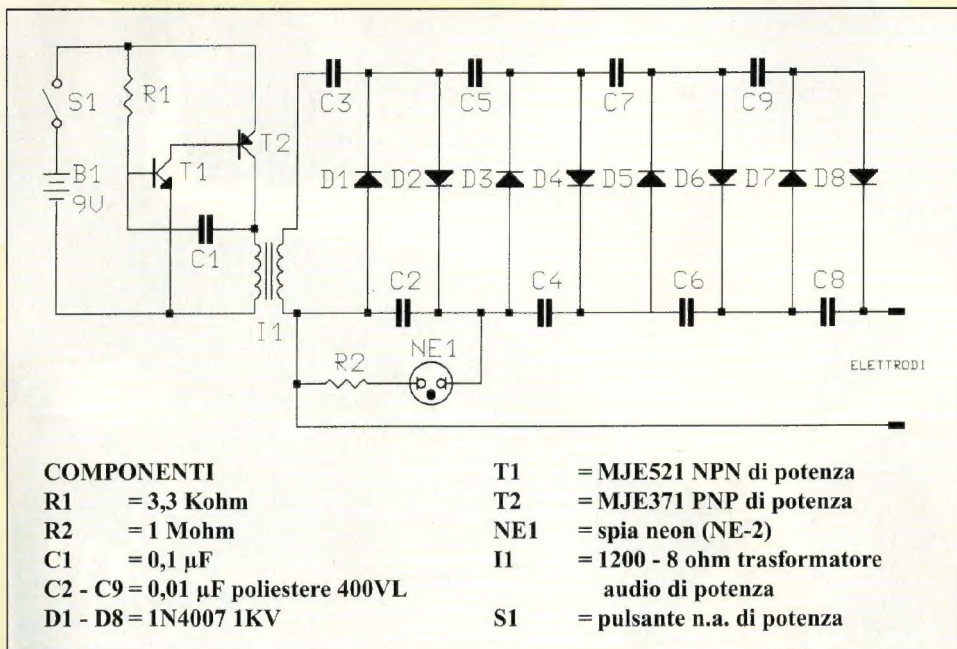 S1
R1
B1
9V
T1
T2
C1
I1
C3
C5
C7
C9
D1
D2
D3
D4
D5
D6
D7
D8
C2
C4
C6
C8
R2
NE1
ELETTRODI
COMPONENTI
R1 = 3,3 Kohm
R2 = 1 Mohm
C1 = 0,1 µF
C2 - C9 = 0,01 µF poliestere 400VL
D1 - D8 = 1N4007 1KV
T1 = MJE521 NPN di potenza
T2 = MJE371 PNP di potenza
NE1 = spia neon (NE-2)
I1 = 1200 - 8 ohm trasformatore
audio di potenza
S1 = pulsante n.a. di potenza